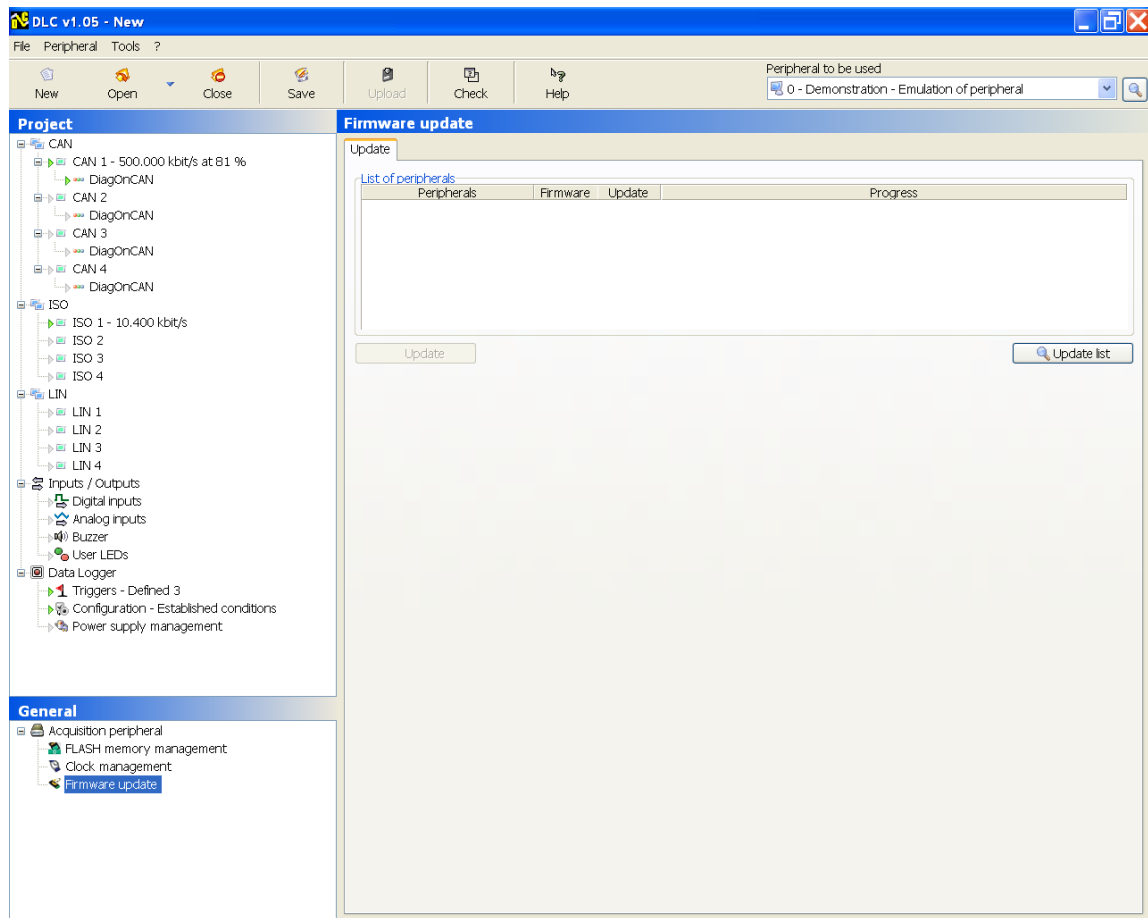 DLC v1.05 - New
File Peripheral Tools ?
New Open Close Save Upload Check Help
Peripheral to be used
0 - Demonstration - Emulation of peripheral
Project
CAN
CAN 1 - 500.000 kbit/s at 81 %
DiagOnCAN
CAN 2
DiagOnCAN
CAN 3
DiagOnCAN
CAN 4
DiagOnCAN
ISO
ISO 1 - 10.400 kbit/s
ISO 2
ISO 3
ISO 4
LIN
LIN 1
LIN 2
LIN 3
LIN 4
Inputs / Outputs
Digital inputs
Analog inputs
Buzzer
User LEDs
Data Logger
Triggers - Defined 3
Configuration - Established conditions
Power supply management
General
Acquisition peripheral
FLASH memory management
Clock management
Firmware update
Firmware update
Update
List of peripherals
Peripherals Firmware Update Progress
Update Update list